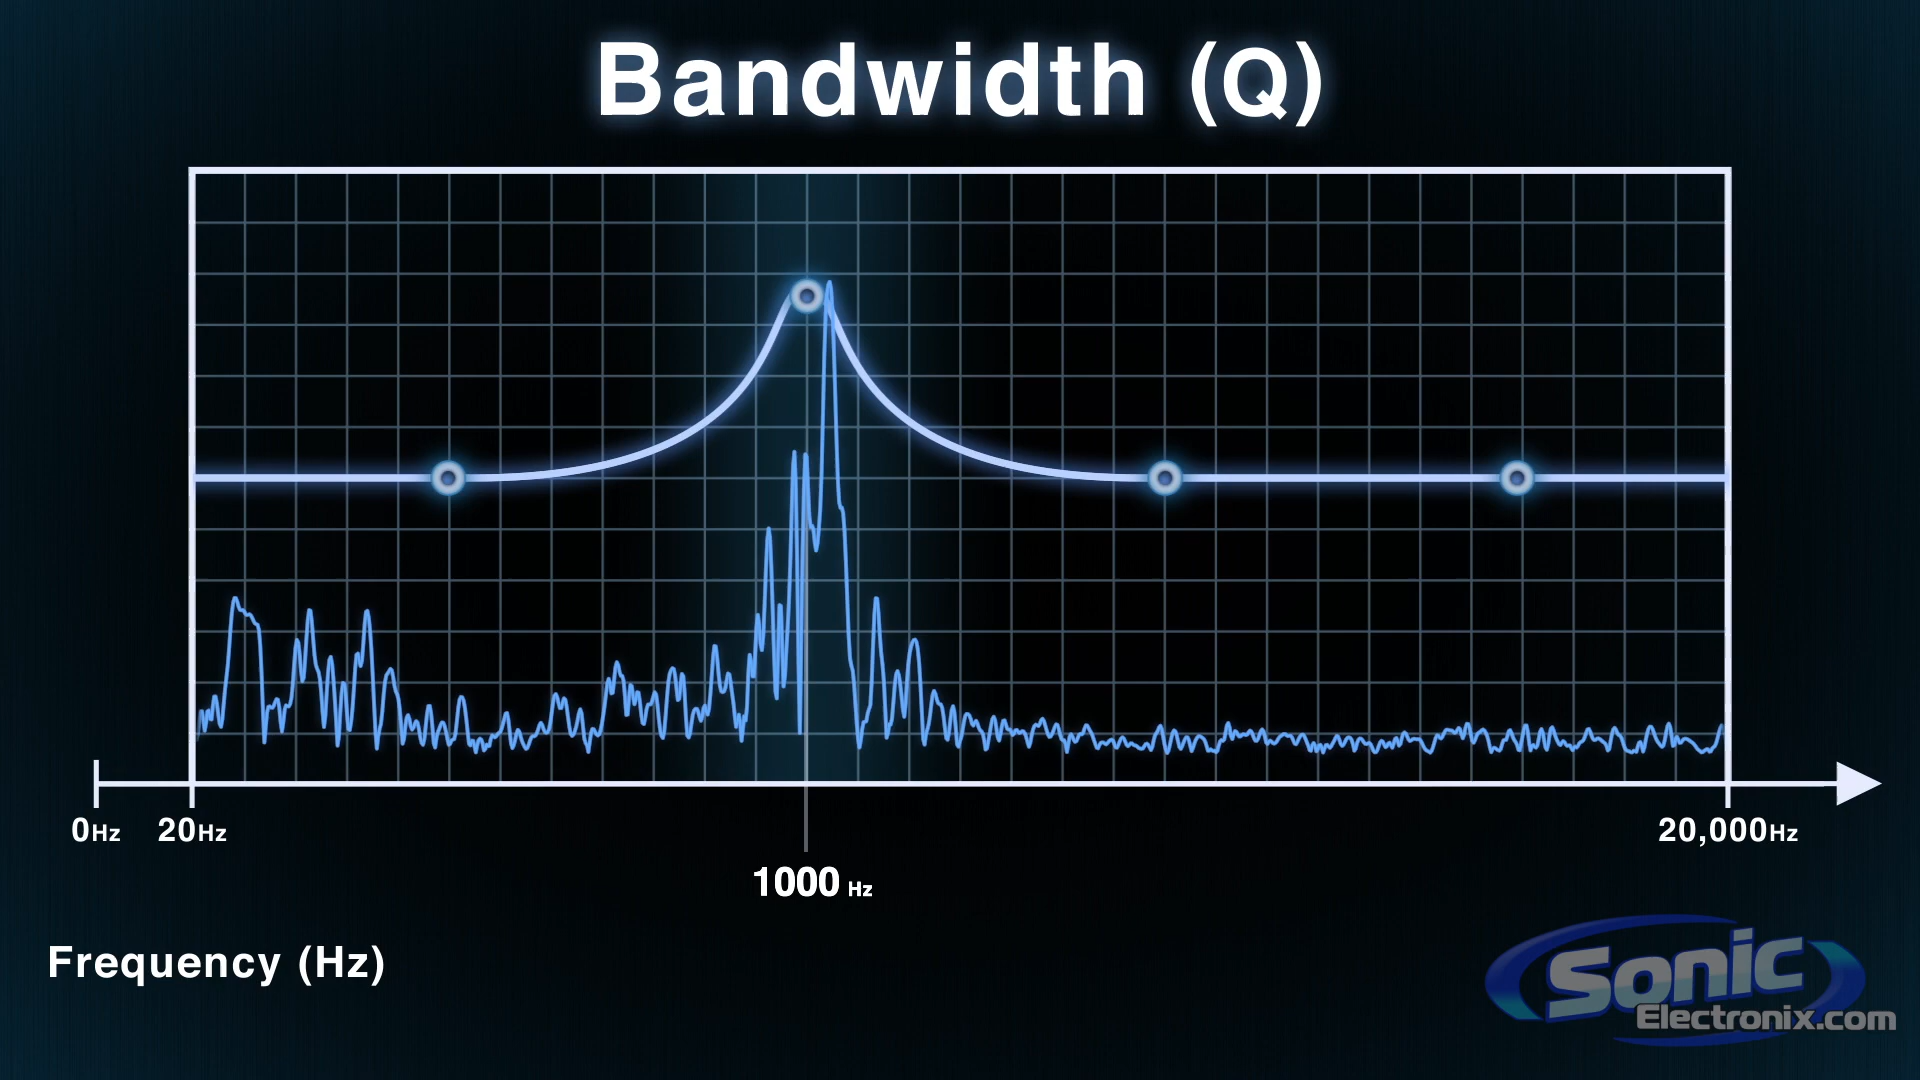 Bandwidth (Q)
0Hz 20Hz 20,000Hz
1000 Hz
Frequency (Hz)
Sonic
Electronix.com